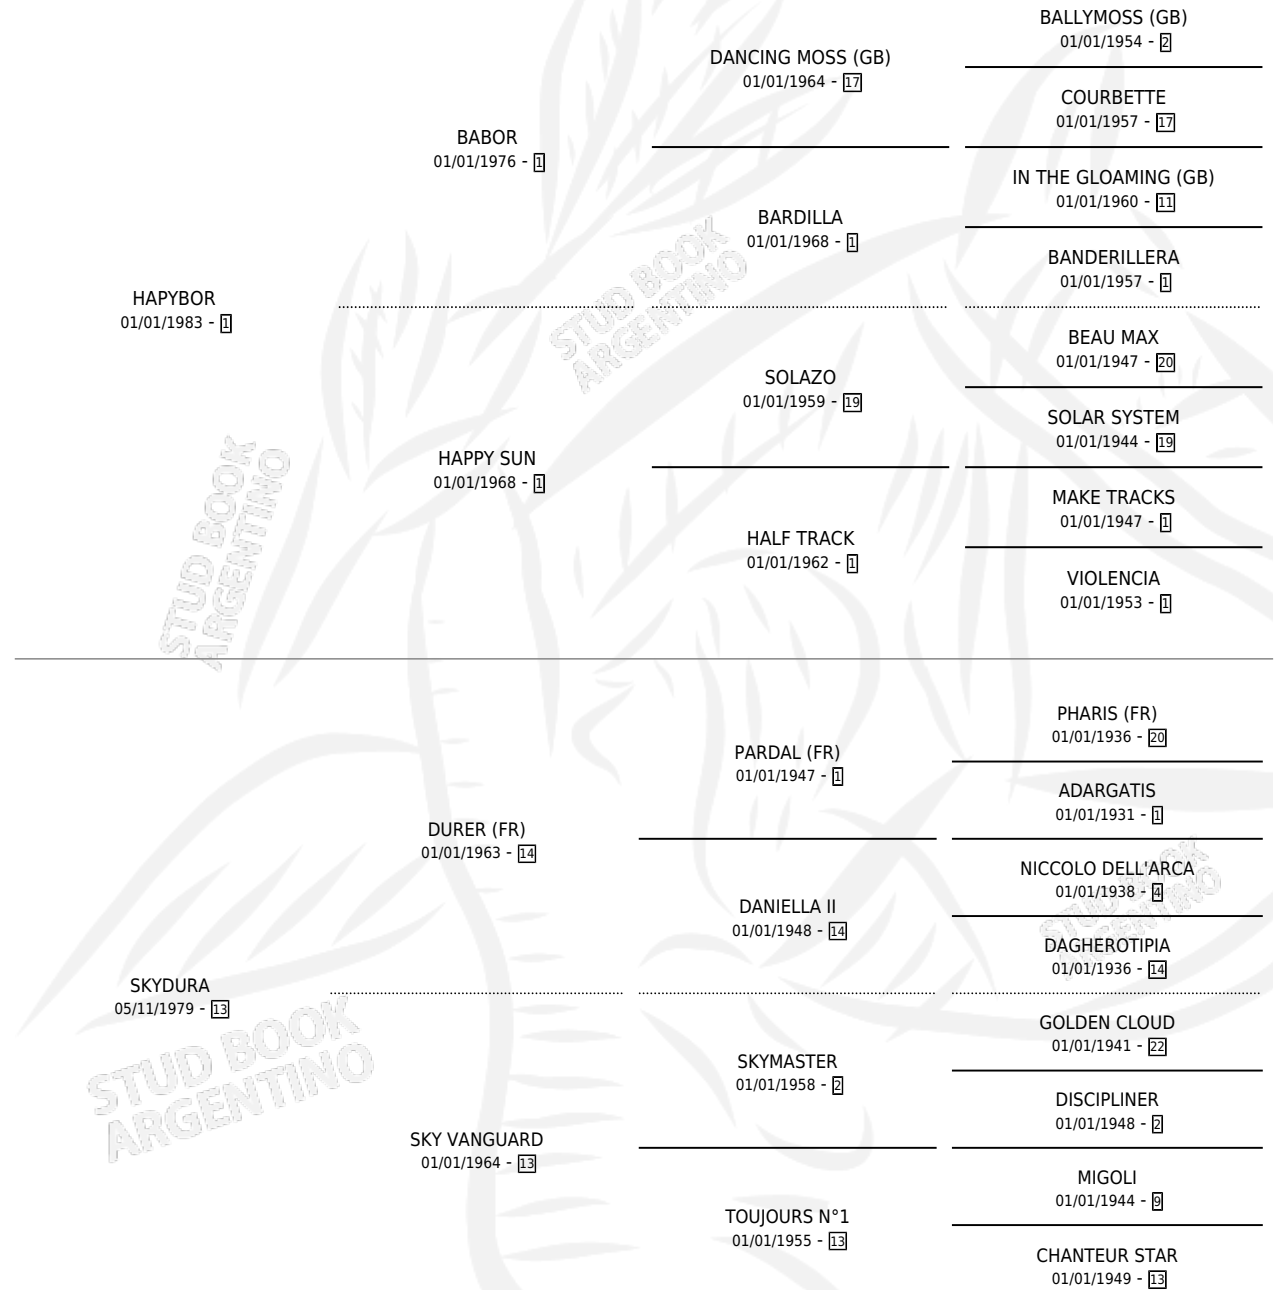 BALLYMOSS (GB)
01/01/1954 - 2
DANCING MOSS (GB)
01/01/1964 - 17
COURBETTE
01/01/1957 - 17
BABOR
01/01/1976 - 1
IN THE GLOAMING (GB)
01/01/1960 - 11
BARDILLA
01/01/1968 - 1
BANDERILLERA
01/01/1957 - 1
HAPYBOR
01/01/1983 - 1
BEAU MAX
01/01/1947 - 20
SOLAZO
01/01/1959 - 19
SOLAR SYSTEM
01/01/1944 - 19
HAPPY SUN
01/01/1968 - 1
MAKE TRACKS
01/01/1947 - 1
HALF TRACK
01/01/1962 - 1
VIOLENCIA
01/01/1953 - 1
PHARIS (FR)
01/01/1936 - 20
PARDAL (FR)
01/01/1947 - 1
ADARGATIS
01/01/1931 - 1
DURER (FR)
01/01/1963 - 14
NICCOLO DELL'ARCA
01/01/1938 - 4
DANIELLA II
01/01/1948 - 14
DAGHEROTIPIA
01/01/1936 - 14
SKYDURA
05/11/1979 - 13
GOLDEN CLOUD
01/01/1941 - 22
SKYMASTER
01/01/1958 - 2
DISCIPLINER
01/01/1948 - 2
SKY VANGUARD
01/01/1964 - 13
MIGOLI
01/01/1944 - 9
TOUJOURS N°1
01/01/1955 - 13
CHANTEUR STAR
01/01/1949 - 13
STUD BOOK
ARGENTINO
STUD BOOK
ARGENTINO
STUD BOOK
ARGENTINO
STUD BOOK
ARGENTINO